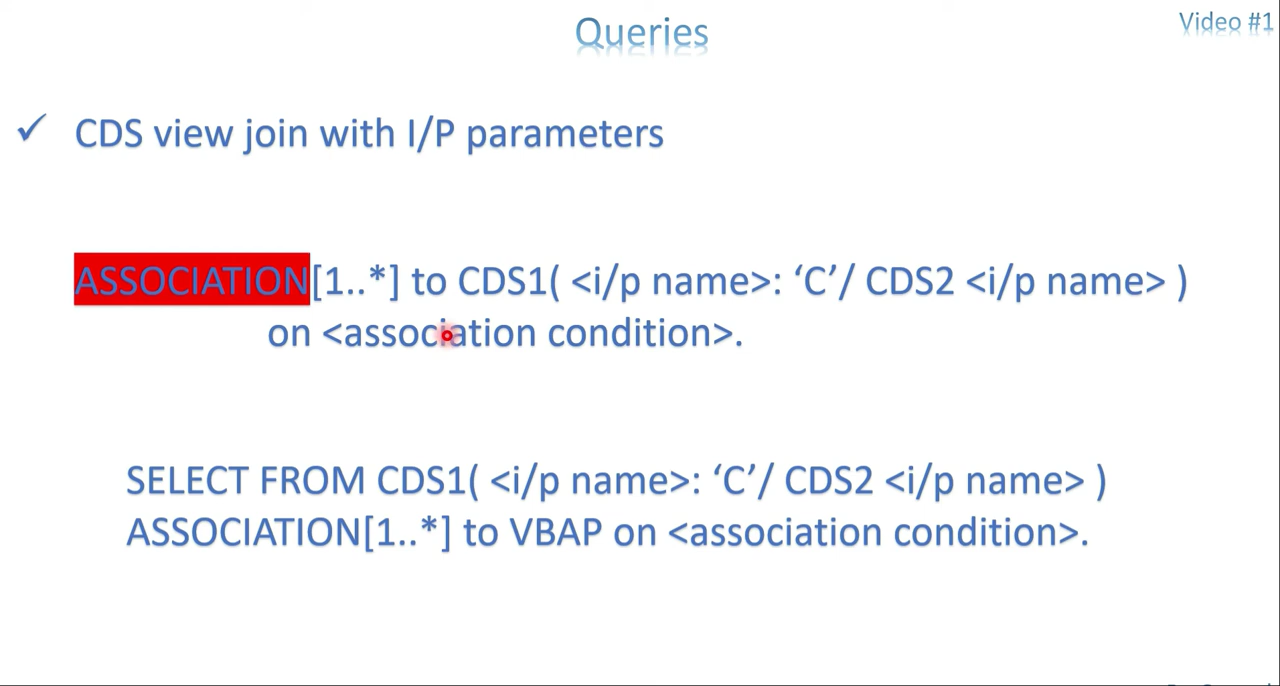 Queries
Video #1
✓ CDS view join with I/P parameters
ASSOCIATION[1..*] to CDS1( <i/p name>: ‘C’/ CDS2 <i/p name> )
on <association condition>.
SELECT FROM CDS1( <i/p name>: ‘C’/ CDS2 <i/p name> )
ASSOCIATION[1..*] to VBAP on <association condition>.